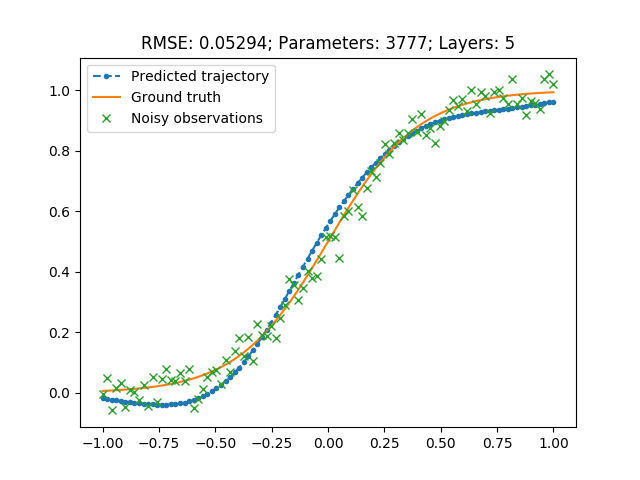 RMSE: 0.05294; Parameters: 3777; Layers: 5
Predicted trajectory
Ground truth
Noisy observations
1.0
0.8
0.6
0.4
0.2
0.0
−1.00 −0.75 −0.50 −0.25 0.00 0.25 0.50 0.75 1.00